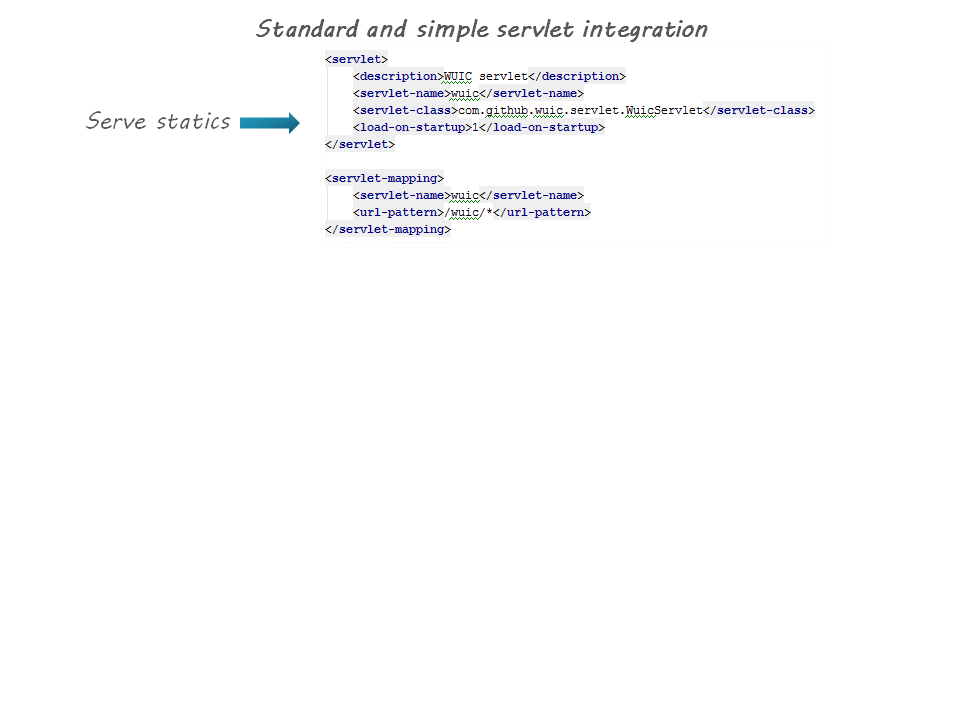 Standard and simple servlet integration
Serve statics
<servlet>
    <description>WUIC servlet</description>
    <servlet-name>wuic</servlet-name>
    <servlet-class>com.github.wuic.servlet.WuicServlet</servlet-class>
    <load-on-startup>1</load-on-startup>
</servlet>

<servlet-mapping>
    <servlet-name>wuic</servlet-name>
    <url-pattern>/wuic/*</url-pattern>
</servlet-mapping>